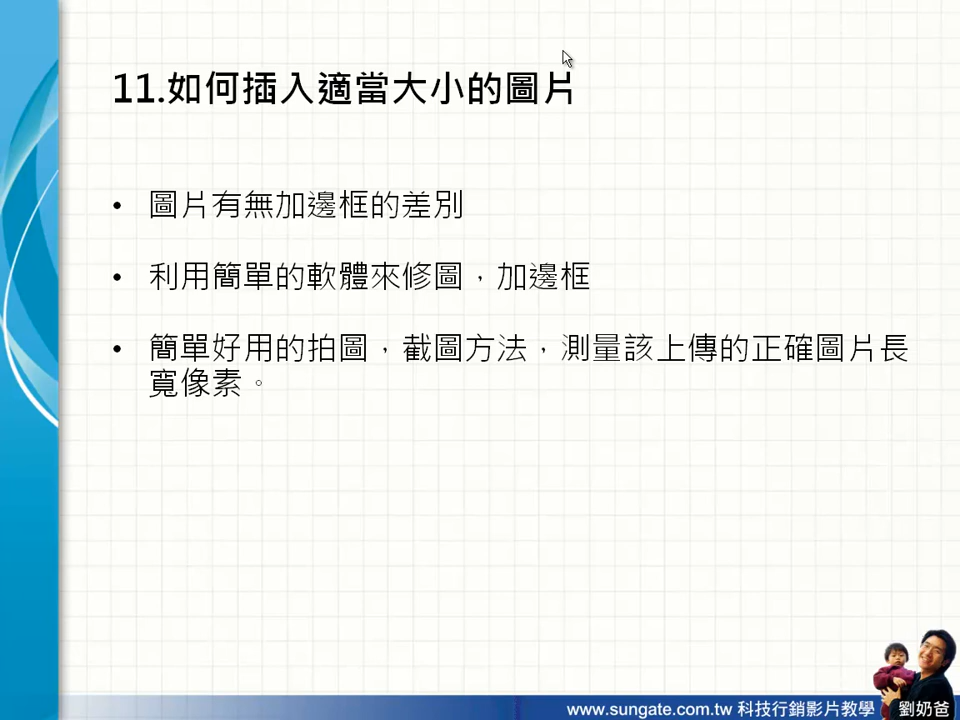 11.如何插入適當大小的圖片
• 圖片有無加邊框的差別
• 利用簡單的軟體來修圖，加邊框
• 簡單好用的拍圖，截圖方法，測量該上傳的正確圖片長
寬像素。
www.sungate.com.tw 科技行銷影片教學
劉奶爸